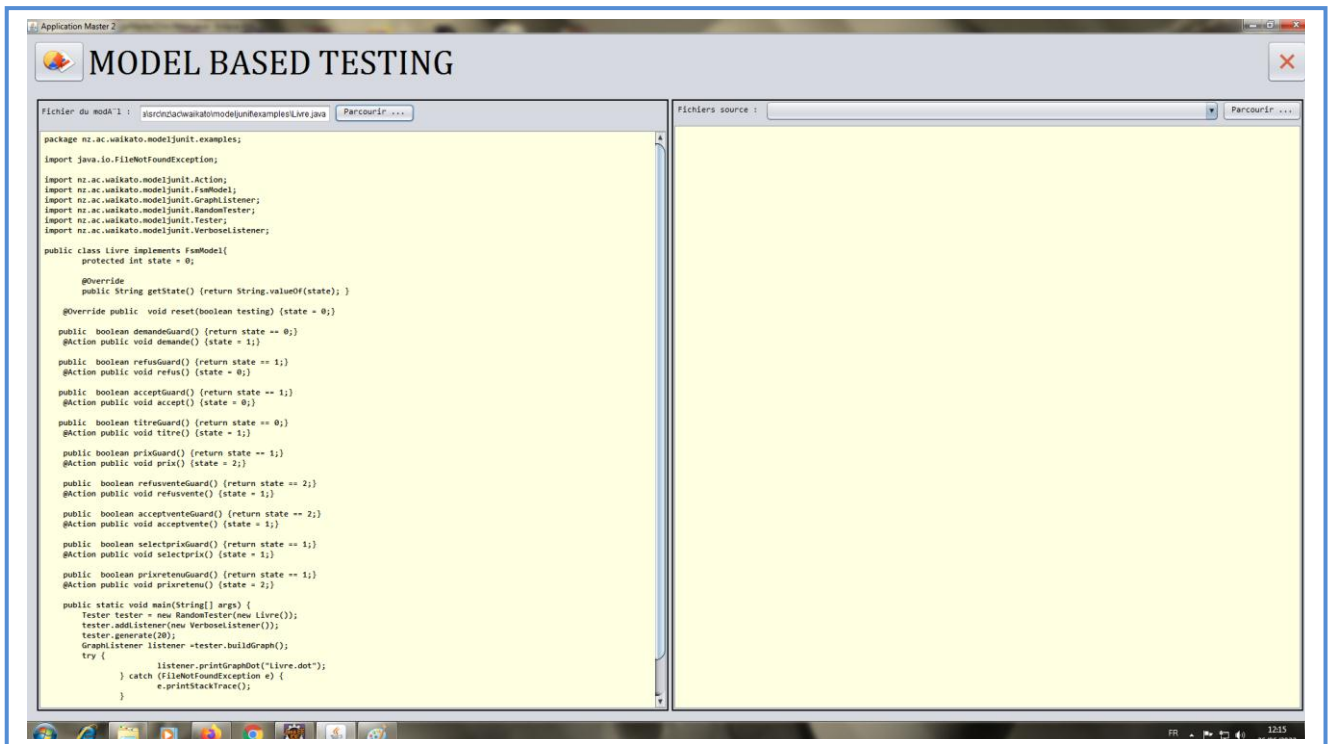 Application Master 2
MODEL BASED TESTING
Fichier du modÃ¨l :
s\src\nz\ac\waikato\modeljunit\examples\Livre.java
Parcourir ...
package nz.ac.waikato.modeljunit.examples;
import java.io.FileNotFoundException;
import nz.ac.waikato.modeljunit.Action;
import nz.ac.waikato.modeljunit.FsmModel;
import nz.ac.waikato.modeljunit.GraphListener;
import nz.ac.waikato.modeljunit.RandomTester;
import nz.ac.waikato.modeljunit.Tester;
import nz.ac.waikato.modeljunit.VerboseListener;
public class Livre implements FsmModel{
protected int state = 0;
@Override
public String getState() {return String.valueOf(state); }
@Override public  void reset(boolean testing) {state = 0;}
public  boolean demandeGuard() {return state == 0;}
@Action public void demande() {state = 1;}
public  boolean refusGuard() {return state == 1;}
@Action public void refus() {state = 0;}
public  boolean acceptGuard() {return state == 1;}
@Action public void accept() {state = 0;}
public  boolean titreGuard() {return state == 0;}
@Action public void titre() {state = 1;}
public boolean prixGuard() {return state == 1;}
@Action public void prix() {state = 2;}
public  boolean refusventeGuard() {return state == 2;}
@Action public void refusvente() {state = 1;}
public  boolean acceptventeGuard() {return state == 2;}
@Action public void acceptvente() {state = 1;}
public  boolean selectprixGuard() {return state == 1;}
@Action public void selectprix() {state = 1;}
public  boolean prixretenuGuard() {return state == 1;}
@Action public void prixretenu() {state = 2;}
public static void main(String[] args) {
Tester tester = new RandomTester(new Livre());
tester.addListener(new VerboseListener());
tester.generate(20);
GraphListener listener =tester.buildGraph();
try {
listener.printGraphDot("Livre.dot");
} catch (FileNotFoundException e) {
e.printStackTrace();
}
Fichiers source :
Parcourir ...
FR
12:15